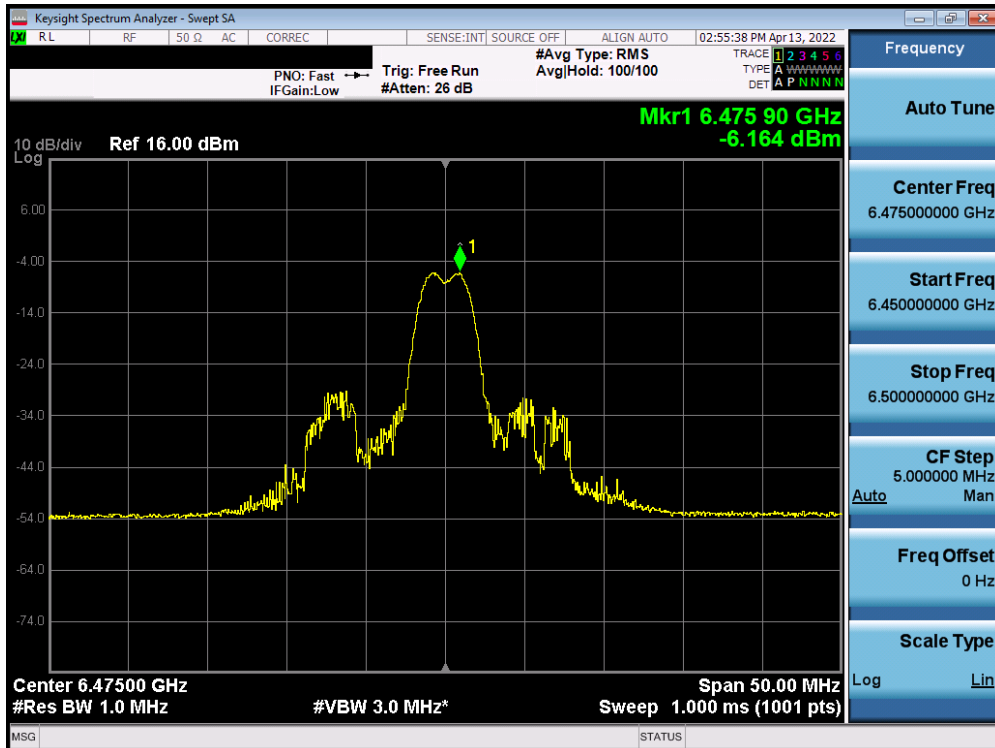 Keysight Spectrum Analyzer - Swept SA
LXI RL RF 50 Ω AC CORREC SENSE:INT SOURCE OFF ALIGN AUTO 02:55:38 PM Apr 13, 2022
PNO: Fast
IFGain:Low
Trig: Free Run
#Atten: 26 dB
#Avg Type: RMS
Avg|Hold: 100/100
TRACE 1 2 3 4 5 6
TYPE A WWWWW
DET A P N N N N
Mkr1 6.475 90 GHz
-6.164 dBm
10 dB/div Ref 16.00 dBm
Log
1
6.00
-4.00
-14.0
-24.0
-34.0
-44.0
-54.0
-64.0
-74.0
Center 6.47500 GHz Span 50.00 MHz
#Res BW 1.0 MHz #VBW 3.0 MHz* Sweep 1.000 ms (1001 pts)
MSG STATUS
Frequency
Auto Tune
Center Freq
6.475000000 GHz
Start Freq
6.450000000 GHz
Stop Freq
6.500000000 GHz
CF Step
5.000000 MHz
Auto Man
Freq Offset
0 Hz
Scale Type
Log Lin